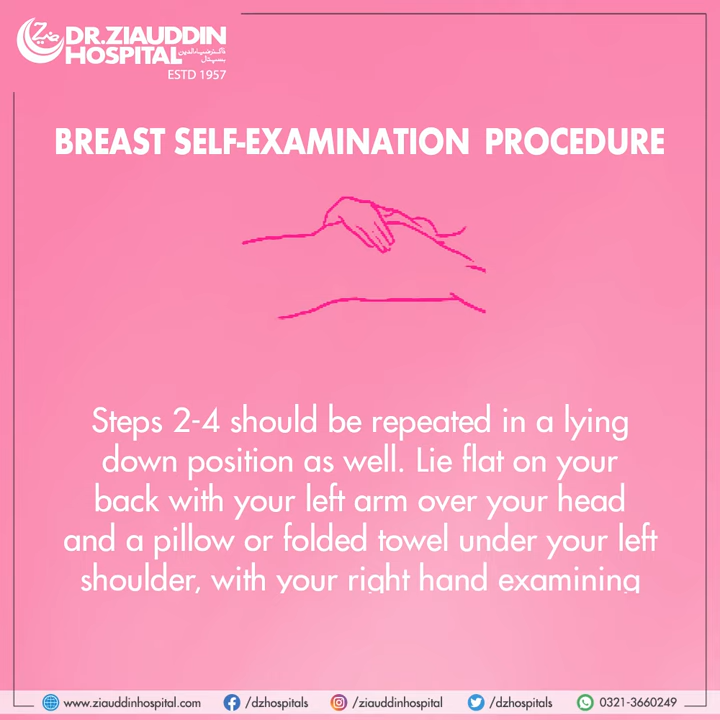 DR.ZIAUDDIN
HOSPITAL
ESTD 1957
BREAST SELF-EXAMINATION PROCEDURE
Steps 2-4 should be repeated in a lying
down position as well. Lie flat on your
back with your left arm over your head
and a pillow or folded towel under your left
shoulder, with your right hand examining
www.ziauddinhospital.com /dzhospitals /ziauddinhospital /dzhospitals 0321-3660249